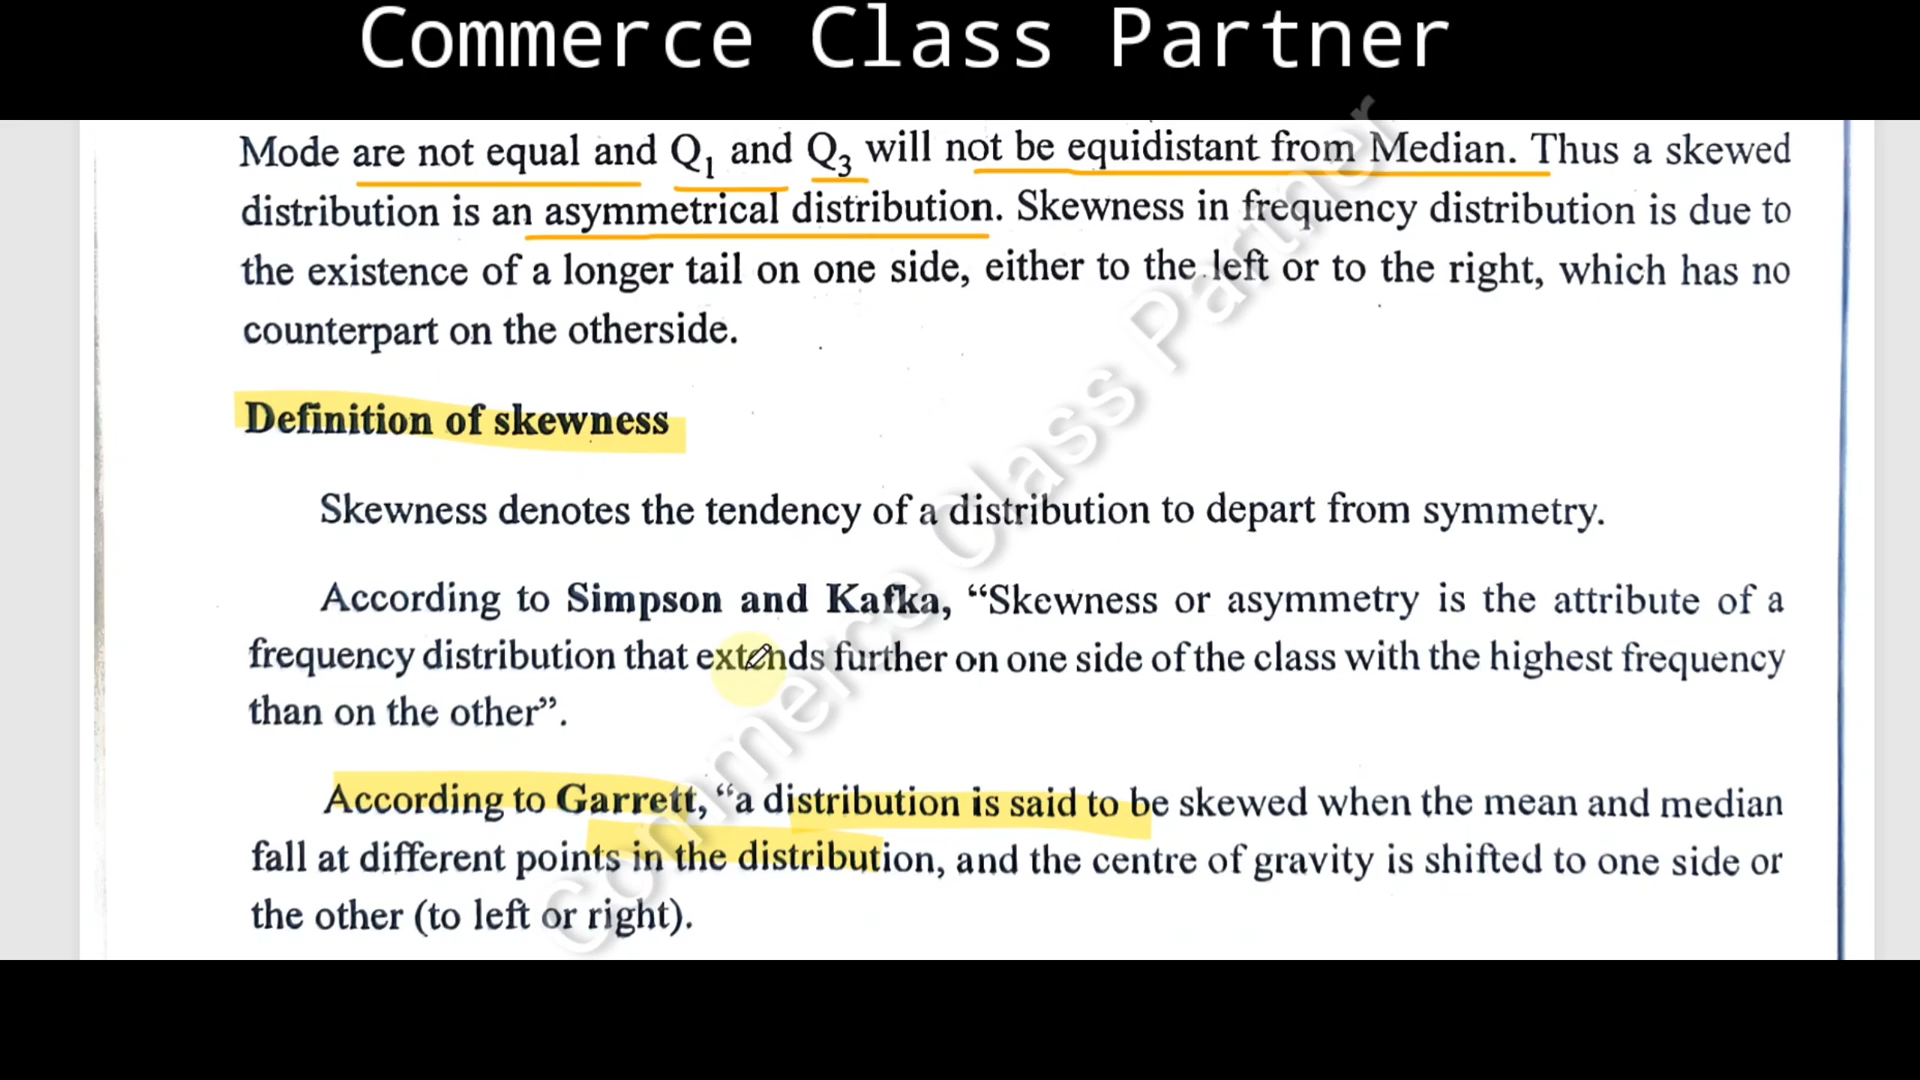 Commerce Class Partner
Mode are not equal and Q₁ and Q₃ will not be equidistant from Median. Thus a skewed
distribution is an asymmetrical distribution. Skewness in frequency distribution is due to
the existence of a longer tail on one side, either to the left or to the right, which has no
counterpart on the otherside.
Definition of skewness
Skewness denotes the tendency of a distribution to depart from symmetry.
According to Simpson and Kafka, “Skewness or asymmetry is the attribute of a
frequency distribution that extends further on one side of the class with the highest frequency
than on the other”.
According to Garrett, “a distribution is said to be skewed when the mean and median
fall at different points in the distribution, and the centre of gravity is shifted to one side or
the other (to left or right).
Commerce Class Partner